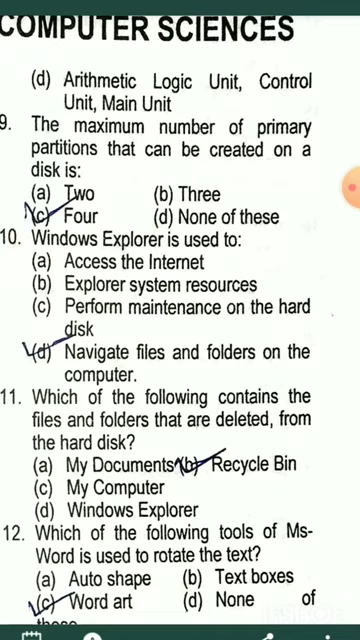 COMPUTER SCIENCES
(d) Arithmetic Logic Unit, Control
Unit, Main Unit
9. The maximum number of primary
partitions that can be created on a
disk is:
(a) Two (b) Three
(c) Four (d) None of these
10. Windows Explorer is used to:
(a) Access the Internet
(b) Explorer system resources
(c) Perform maintenance on the hard
disk
(d) Navigate files and folders on the
computer.
11. Which of the following contains the
files and folders that are deleted, from
the hard disk?
(a) My Documents (b) Recycle Bin
(c) My Computer
(d) Windows Explorer
12. Which of the following tools of Ms-
Word is used to rotate the text?
(a) Auto shape (b) Text boxes
(c) Word art (d) None of
these